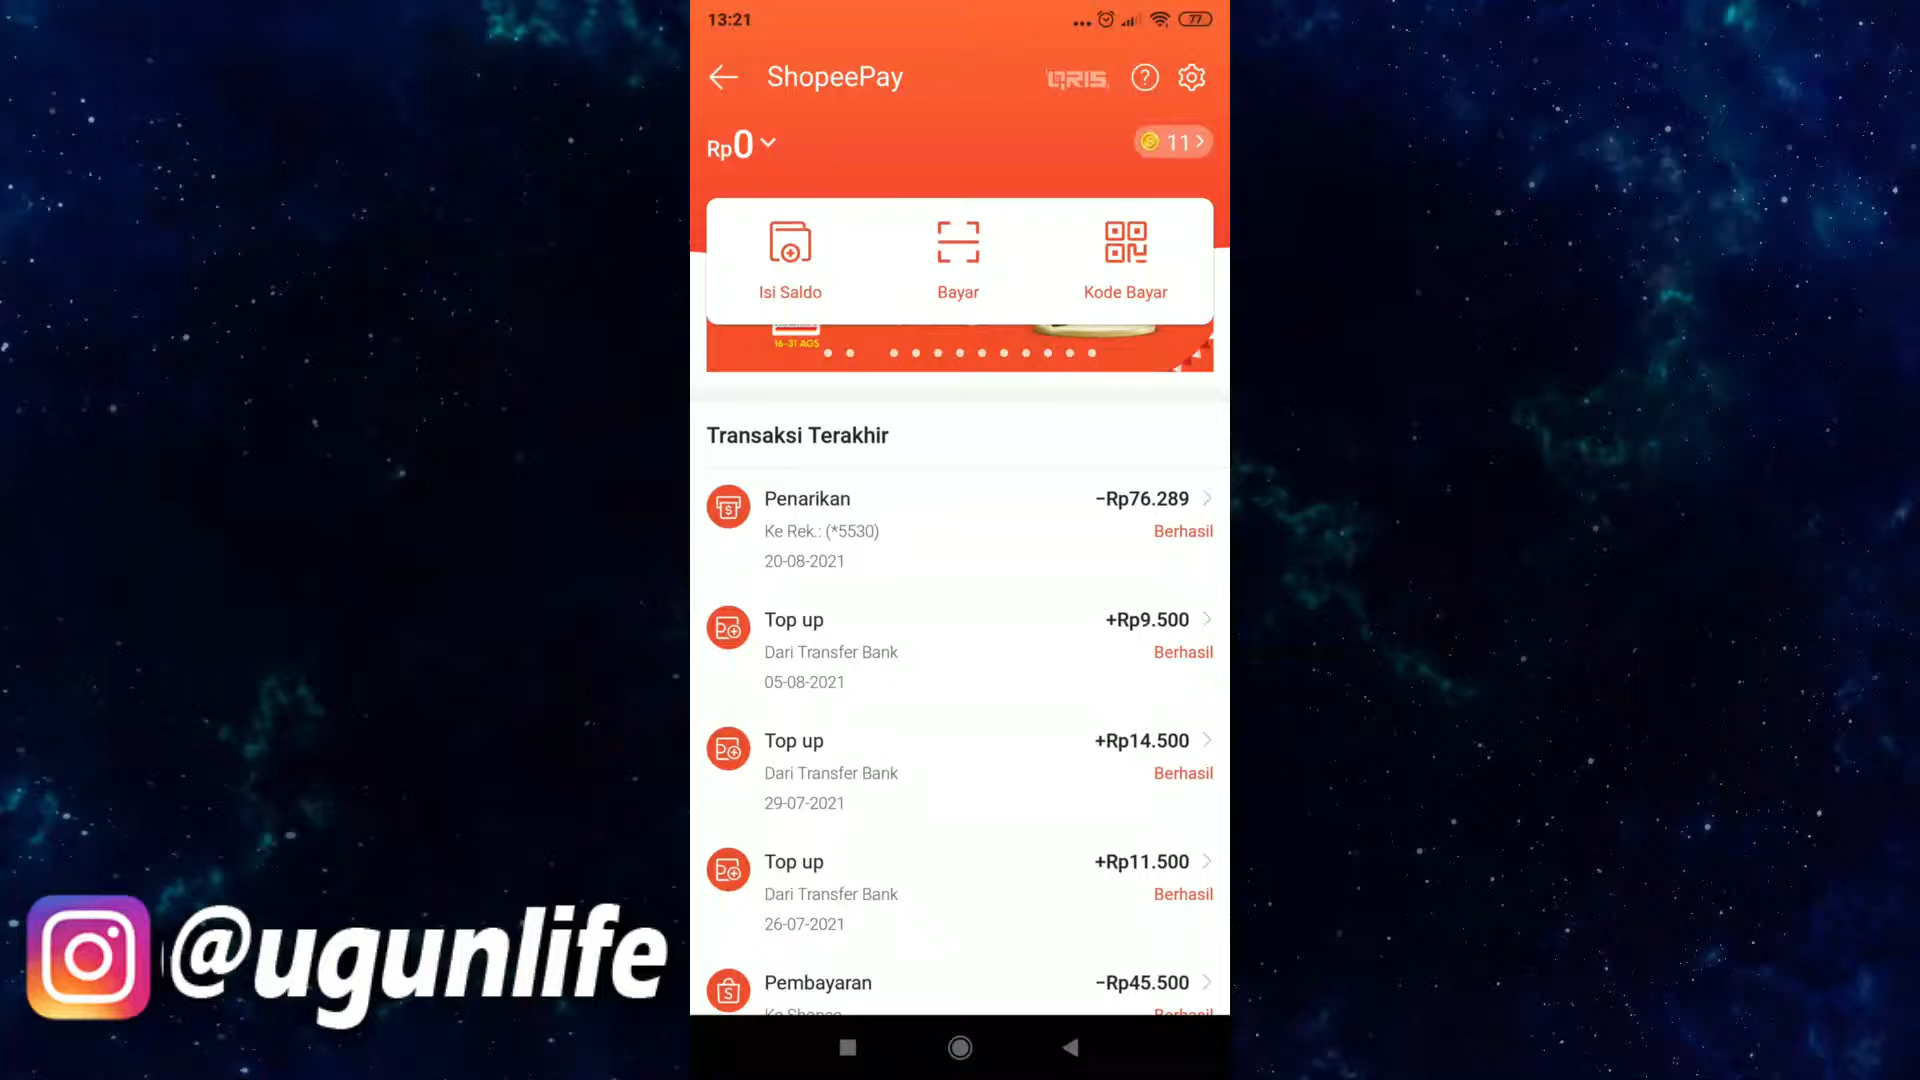 13:21
77
ShopeePay
QRIS
Rp0
11
Isi Saldo
Bayar
Kode Bayar
16-31 AGS
Transaksi Terakhir
Penarikan
-Rp76.289
Ke Rek.: (*5530)
Berhasil
20-08-2021
Top up
+Rp9.500
Dari Transfer Bank
Berhasil
05-08-2021
Top up
+Rp14.500
Dari Transfer Bank
Berhasil
29-07-2021
Top up
+Rp11.500
Dari Transfer Bank
Berhasil
26-07-2021
Pembayaran
-Rp45.500
Ke Shopee
Berhasil
@ugunlife